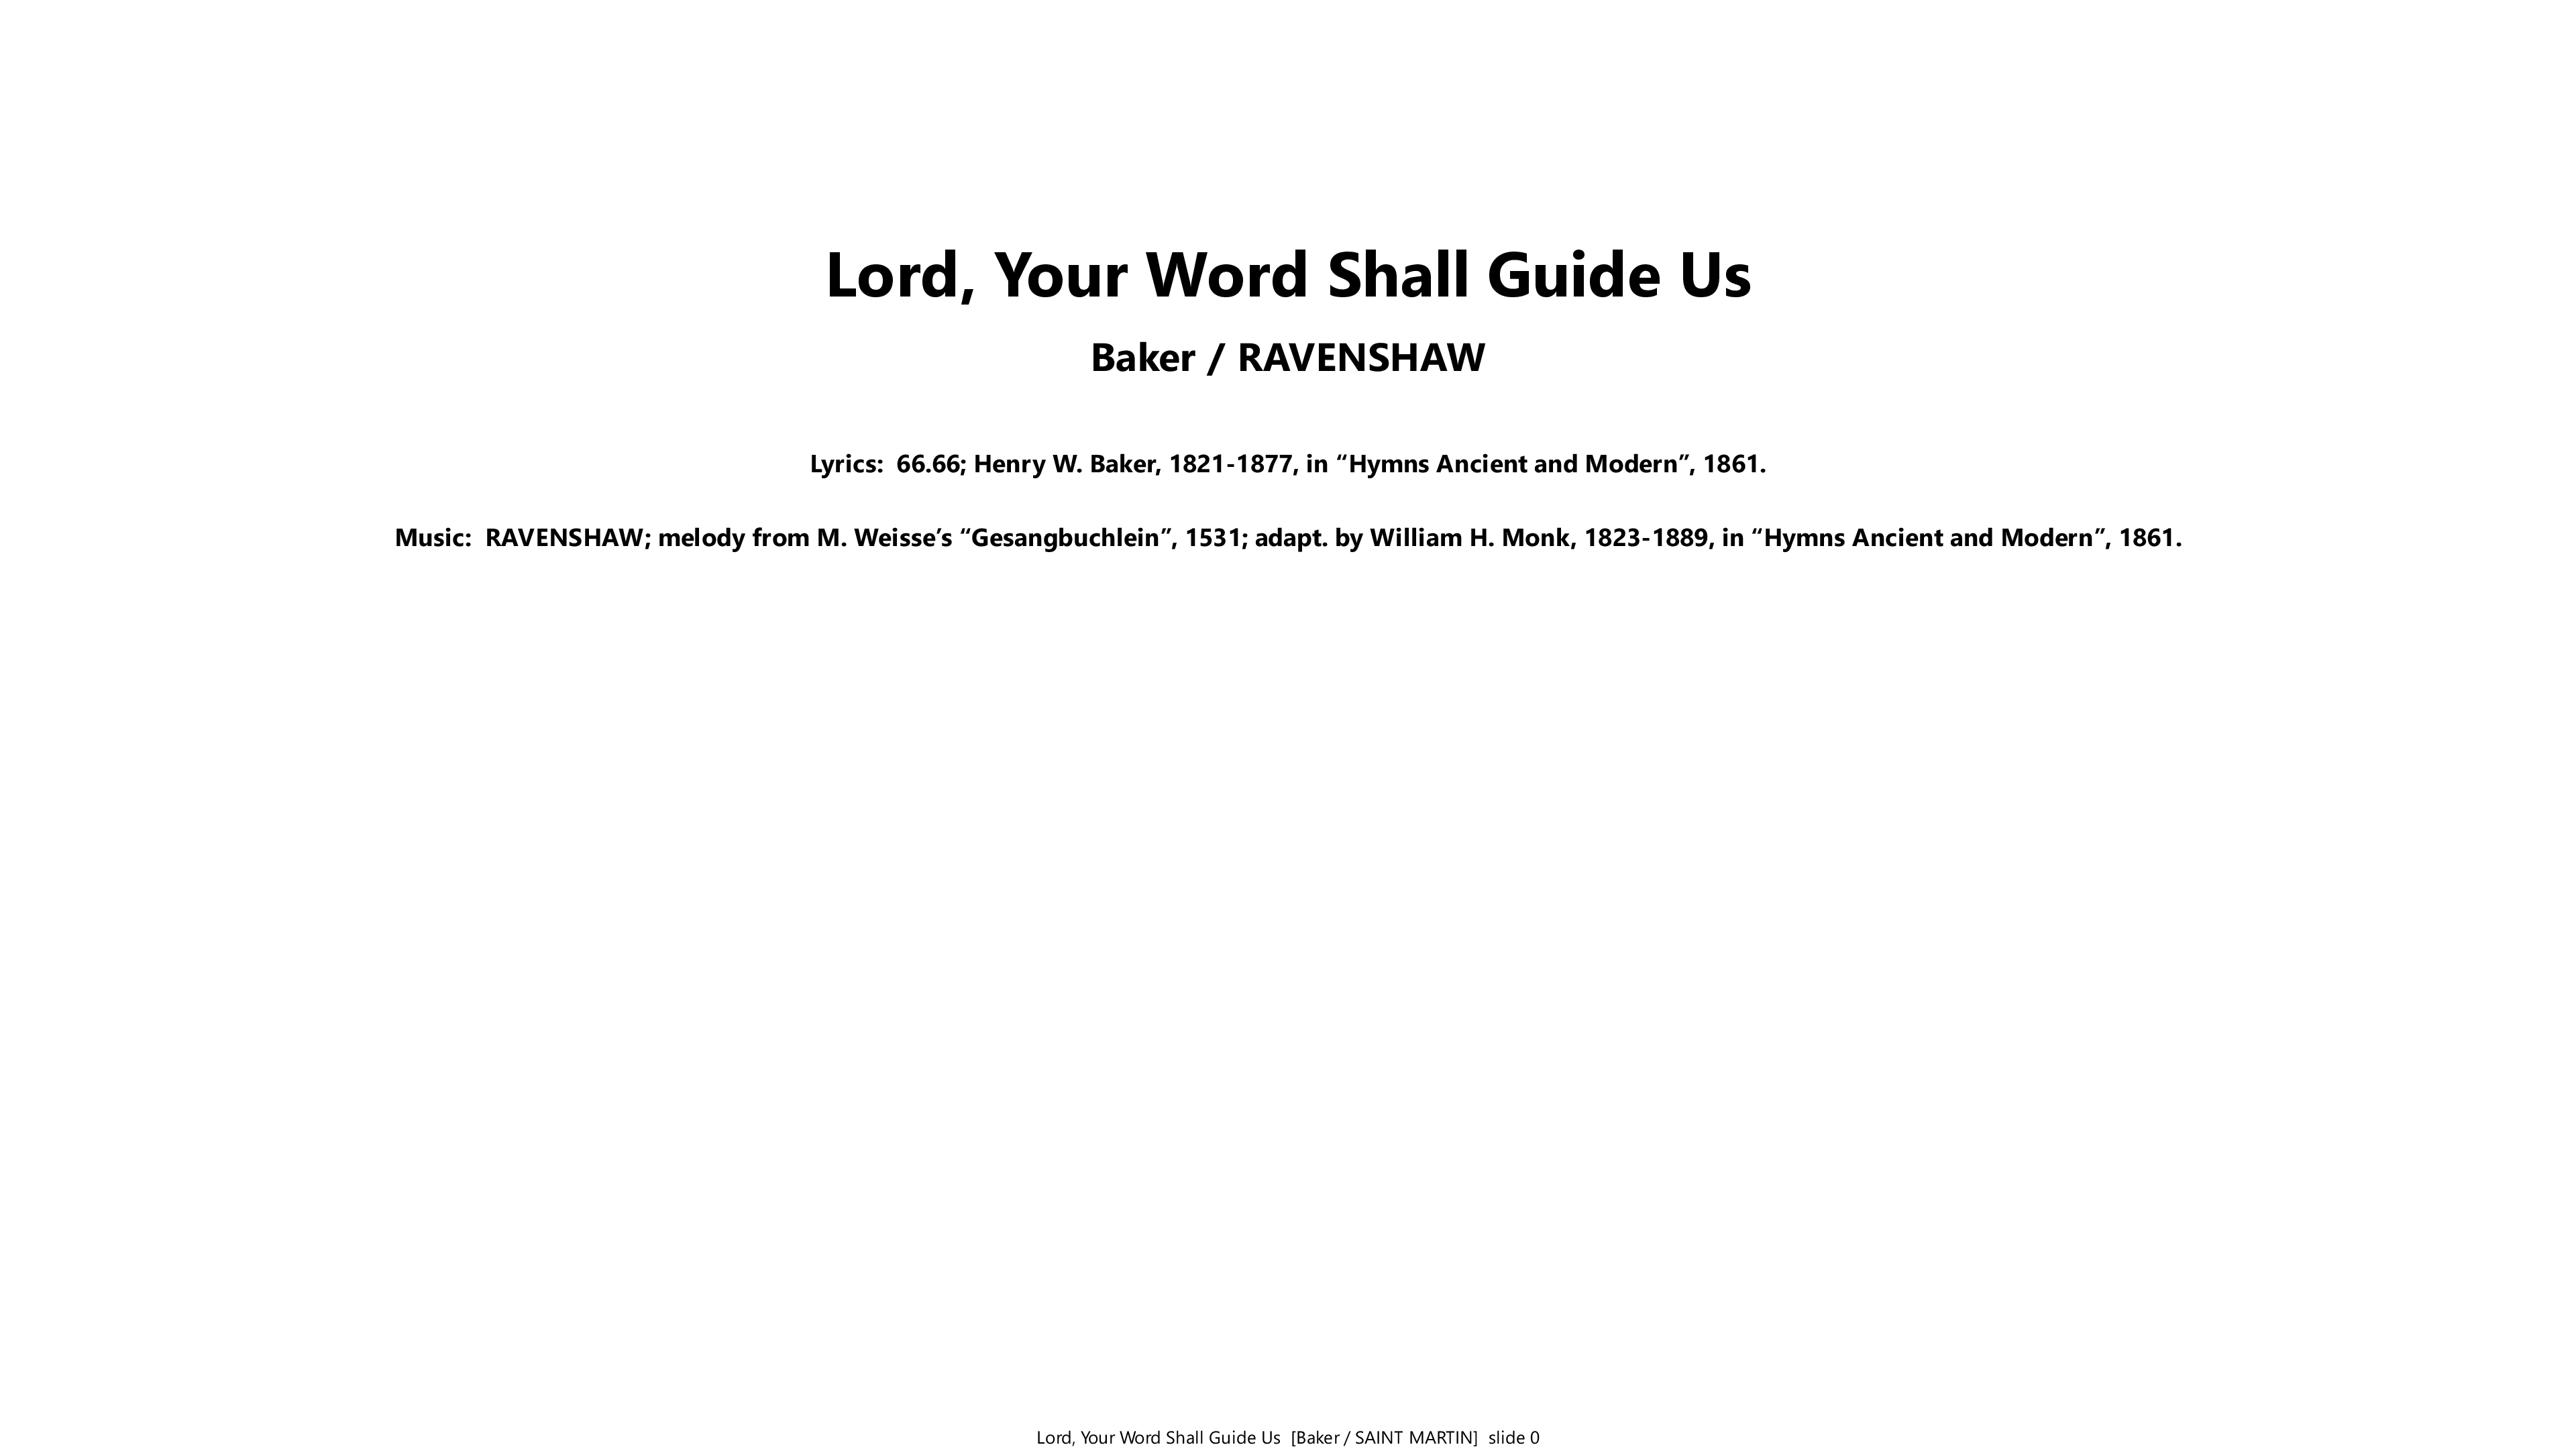 Lord, Your Word Shall Guide Us
Baker / RAVENSHAW
Lyrics:  66.66; Henry W. Baker, 1821-1877, in “Hymns Ancient and Modern”, 1861.
Music:  RAVENSHAW; melody from M. Weisse’s “Gesangbuchlein”, 1531; adapt. by William H. Monk, 1823-1889, in “Hymns Ancient and Modern”, 1861.
Lord, Your Word Shall Guide Us  [Baker / SAINT MARTIN]  slide 0